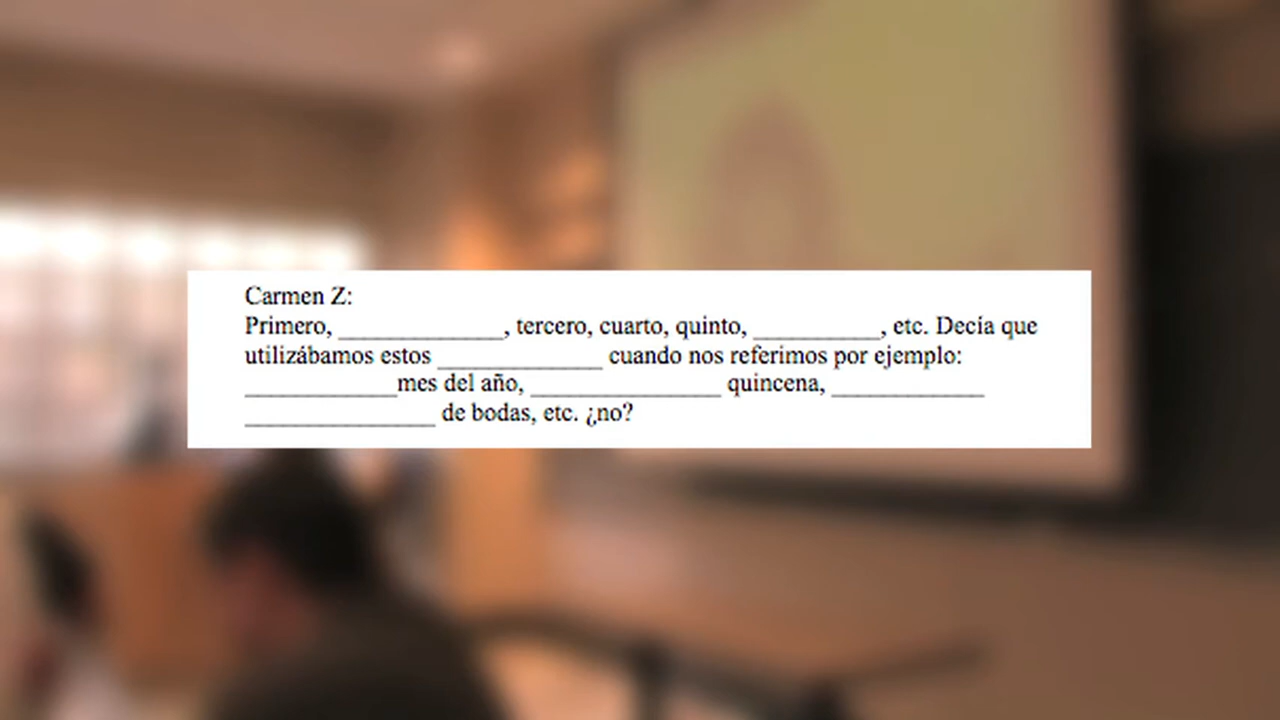 Carmen Z:
Primero, _____________, tercero, cuarto, quinto, __________, etc. Decía que
utilizábamos estos _____________ cuando nos referimos por ejemplo:
____________mes del año, _______________ quincena, ____________
_______________ de bodas, etc. ¿no?